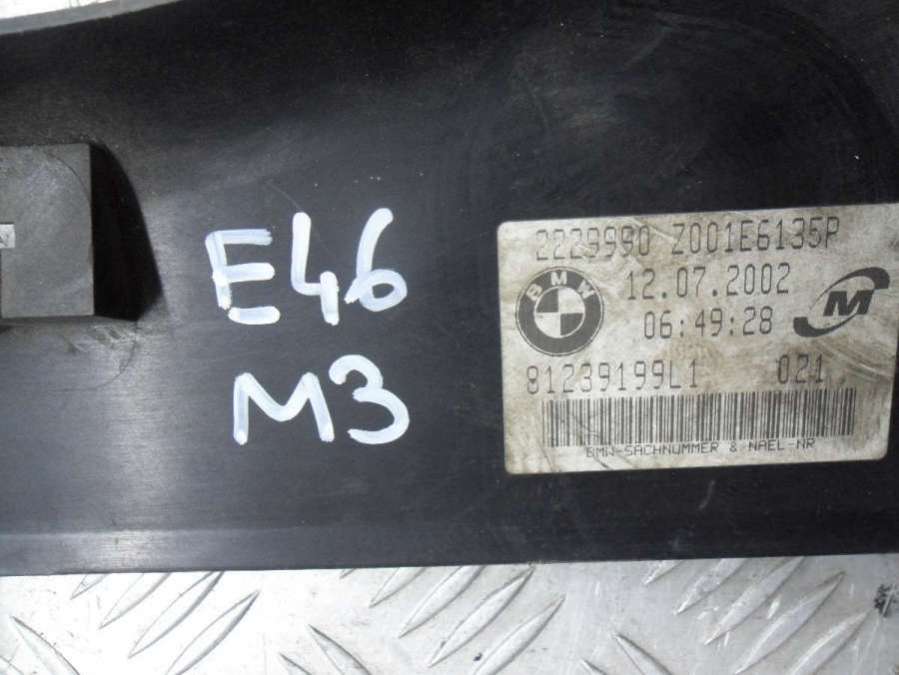 E46
M3
2229990 Z001E6135P
BMW
12.07.2002
M
06:49:28
81239199L1 021
BMW-SACHNUMMER & NAEL-NR
N